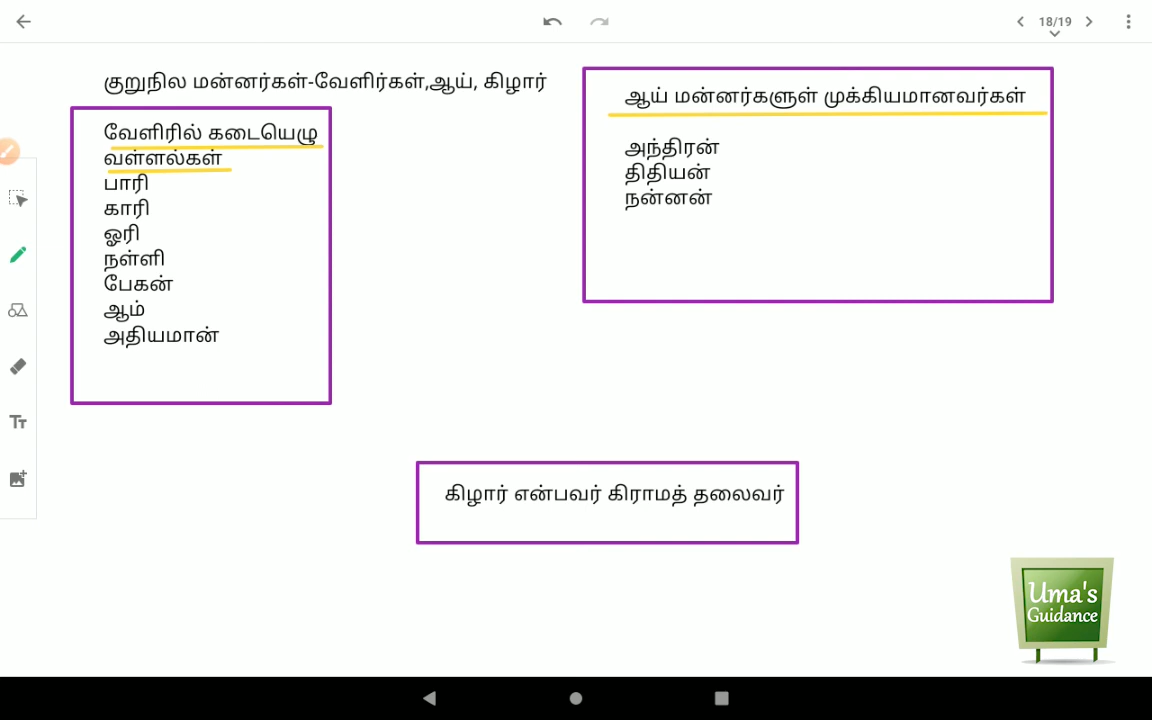 18/19
குறுநில மன்னர்கள்-வேளிர்கள்,ஆய், கிழார்
வேளிரில் கடையெழு
வள்ளல்கள்
பாரி
காரி
ஓரி
நள்ளி
பேகன்
ஆம்
அதியமான்
ஆய் மன்னர்களுள் முக்கியமானவர்கள்
அந்திரன்
திதியன்
நன்னன்
கிழார் என்பவர் கிராமத் தலைவர்
Tт
Uma's
Guidance